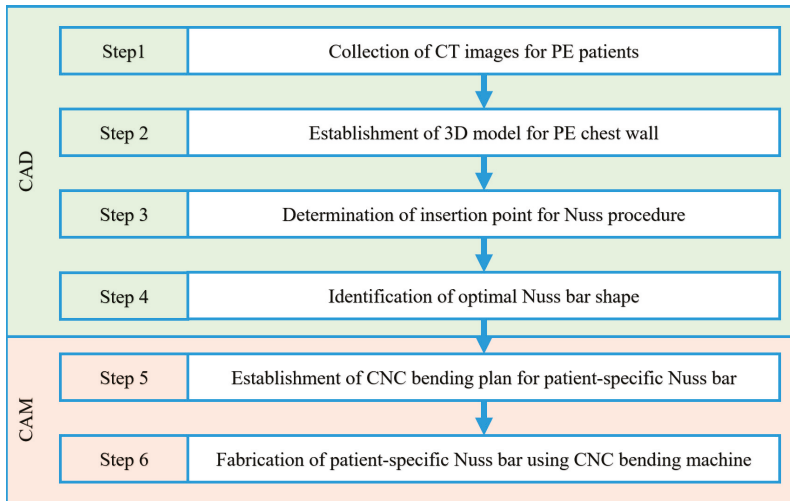 CAD
Step1 Collection of CT images for PE patients
Step 2 Establishment of 3D model for PE chest wall
Step 3 Determination of insertion point for Nuss procedure
Step 4 Identification of optimal Nuss bar shape
CAM
Step 5 Establishment of CNC bending plan for patient-specific Nuss bar
Step 6 Fabrication of patient-specific Nuss bar using CNC bending machine